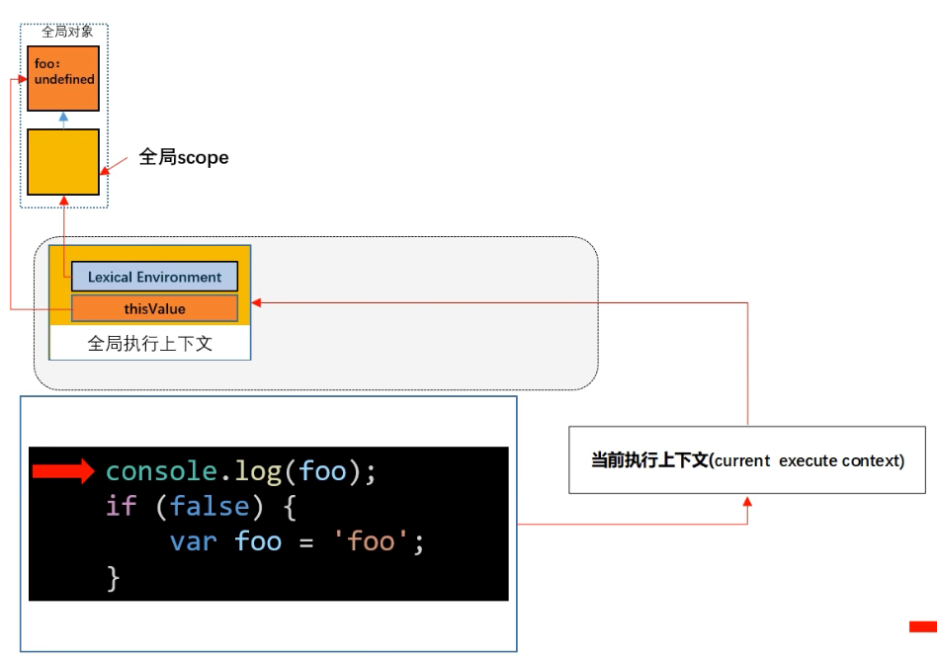 全局对象
foo:
undefined
全局scope
Lexical Environment
thisValue
全局执行上下文
当前执行上下文(current execute context)
console.log(foo);
if (false) {
    var foo = 'foo';
}